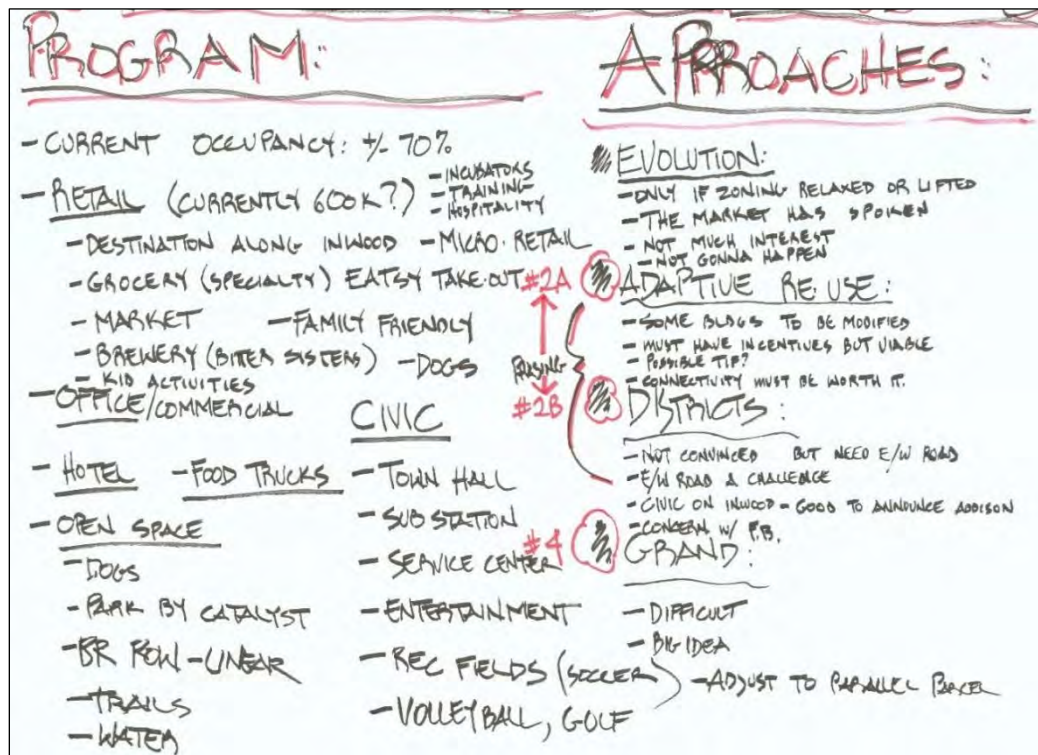 PROGRAM:
- CURRENT OCCUPANCY: +/- 70%
- RETAIL (CURRENTLY 600K?)
- INCUBATORS
- TRAINING
- HOSPITALITY
- DESTINATION ALONG INWOOD - MICRO-RETAIL
- GROCERY (SPECIALTY) EATSY TAKE-OUT
- MARKET - FAMILY FRIENDLY
- BREWERY (BITER SISTERS) - DOGS
- KID ACTIVITIES
- OFFICE/COMMERCIAL
- HOTEL - FOOD TRUCKS
- OPEN SPACE
- DOGS
- PARK BY CATALYST
- BR ROW - LINEAR
- TRAILS
- WATER
CIVIC
- TOWN HALL
- SUB STATION
- SERVICE CENTER
- ENTERTAINMENT
- REC FIELDS (SOCCER)
- VOLLEYBALL, GOLF
APPROACHES:
EVOLUTION:
- ONLY IF ZONING RELAXED OR LIFTED
- THE MARKET HAS SPOKEN
- NOT MUCH INTEREST
- NOT GONNA HAPPEN
#2A ADAPTIVE RE-USE:
- SOME BLDGS TO BE MODIFIED
- MUST HAVE INCENTIVES BUT VIABLE
- POSSIBLE TIF?
- CONNECTIVITY MUST BE WORTH IT.
PHASING
#2B DISTRICTS:
- NOT CONVINCED BUT NEED E/W ROAD
- E/W ROAD A CHALLENGE
- CIVIC ON INWOOD - GOOD TO ANNOUNCE ADDISON
- CONCERN W/ F.B.
#4 GRAND:
- DIFFICULT
- BIG IDEA
- ADJUST TO PARALLEL PARCEL